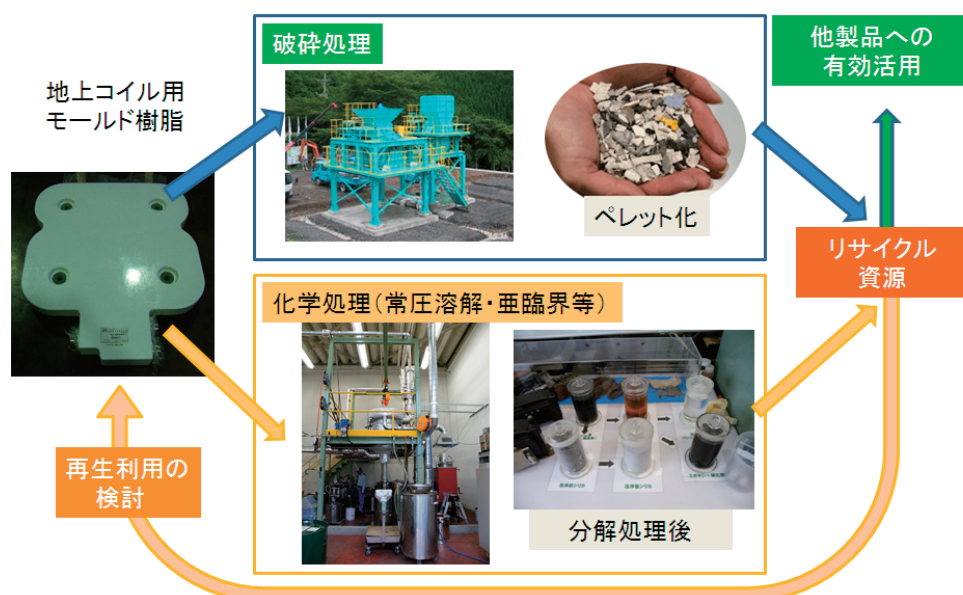 破砕処理
他製品への
有効活用
地上コイル用
モールド樹脂
ペレット化
リサイクル
資源
化学処理（常圧溶解・亜臨界等）
再生利用の
検討
分解処理後